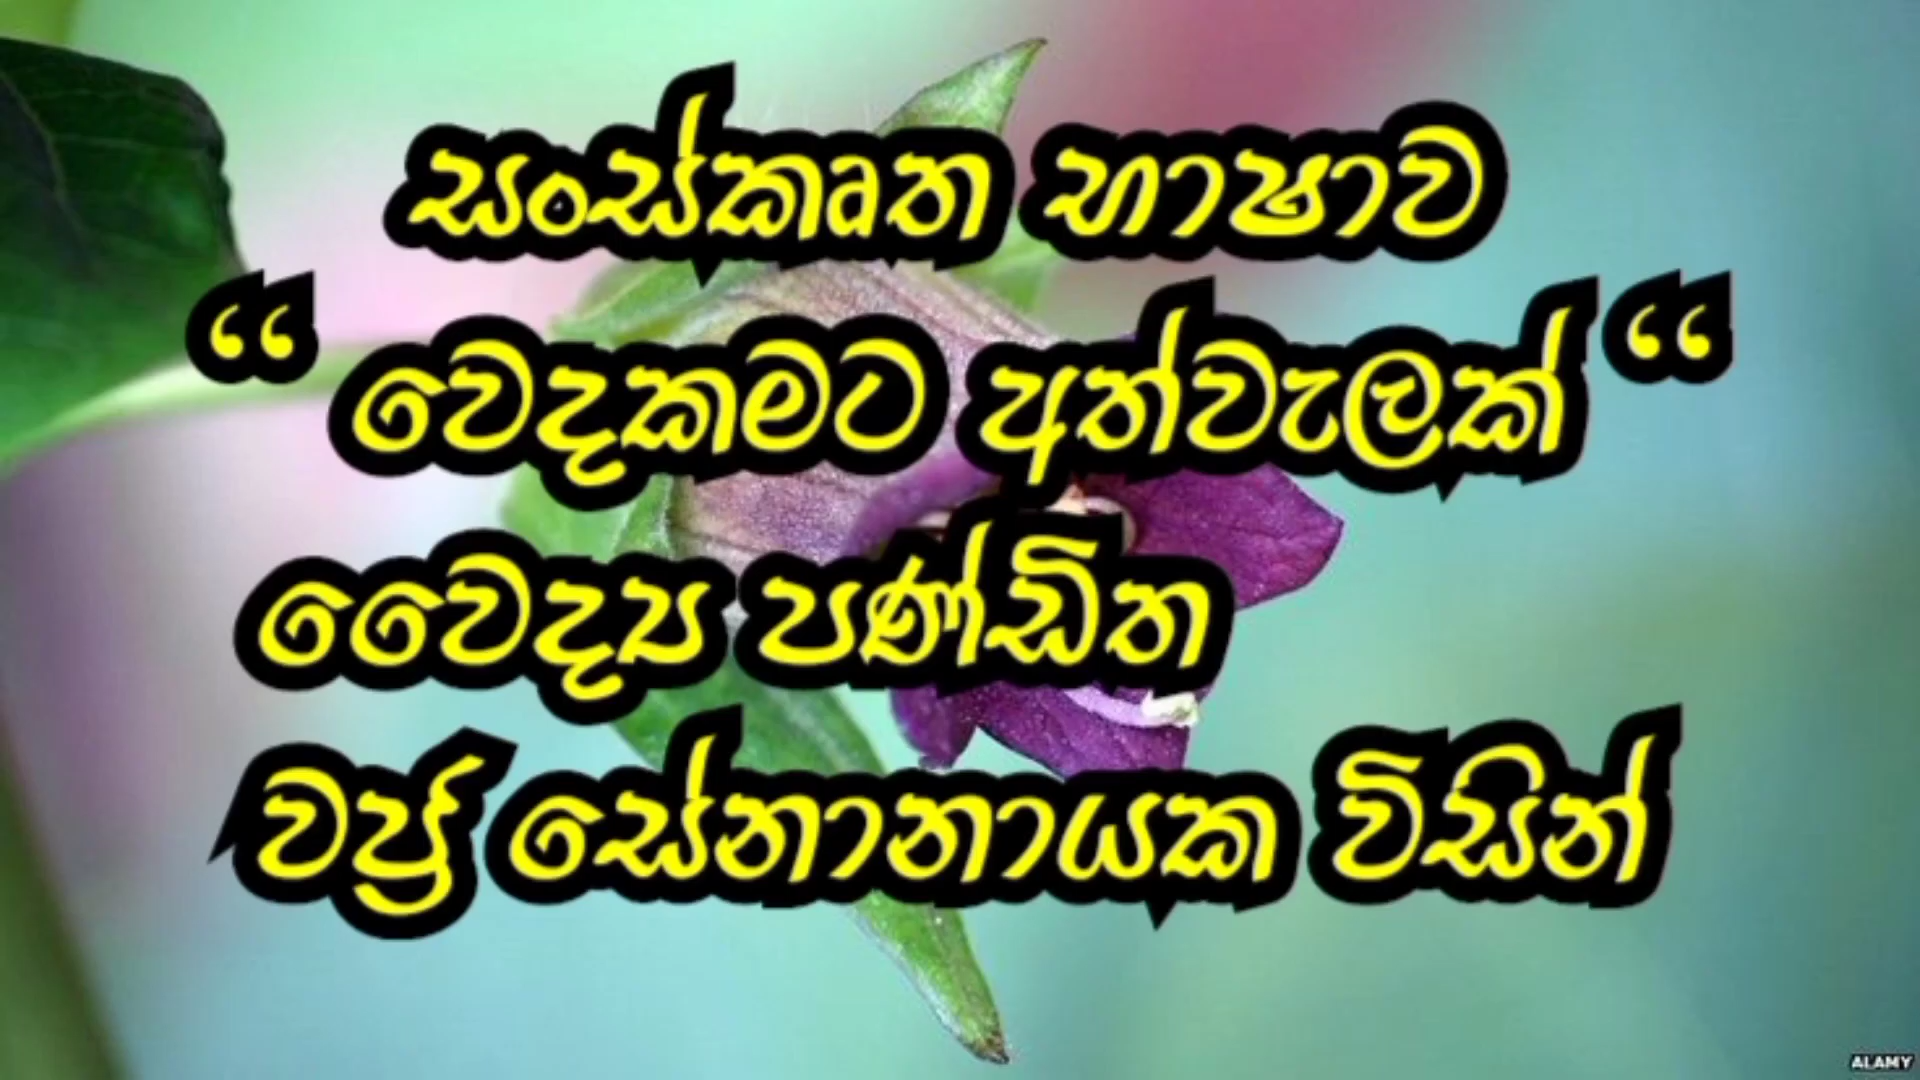 සංස්කෘත භාෂාව
“ වෙදකමට අත්වැලක් “
වෛද්‍ය පණ්ඩිත
වජ්‍ර සේනානායක විසින්
ALAMY